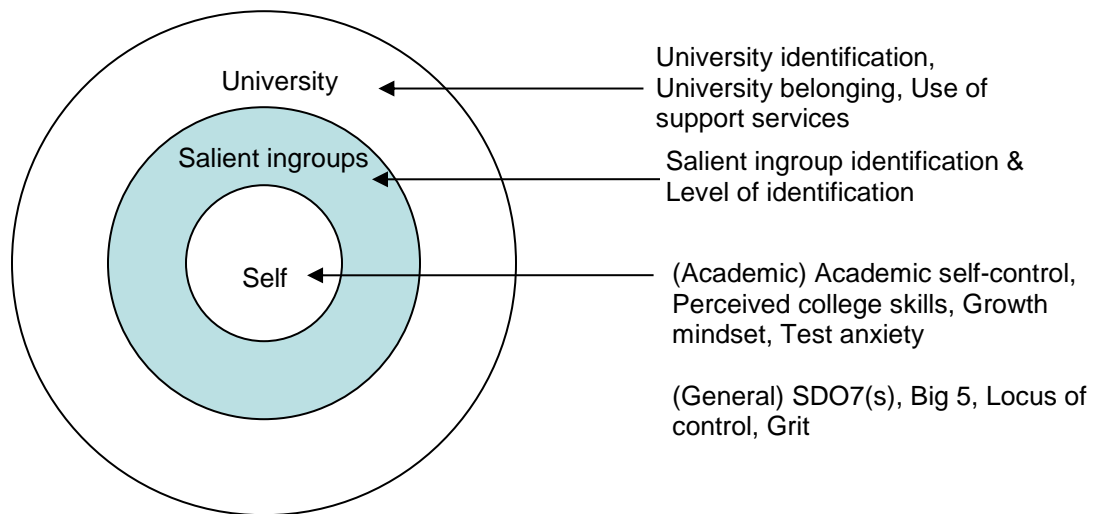 University
Salient ingroups
Self
University identification,
University belonging, Use of
support services
Salient ingroup identification &
Level of identification
(Academic) Academic self-control,
Perceived college skills, Growth
mindset, Test anxiety
(General) SDO7(s), Big 5, Locus of
control, Grit